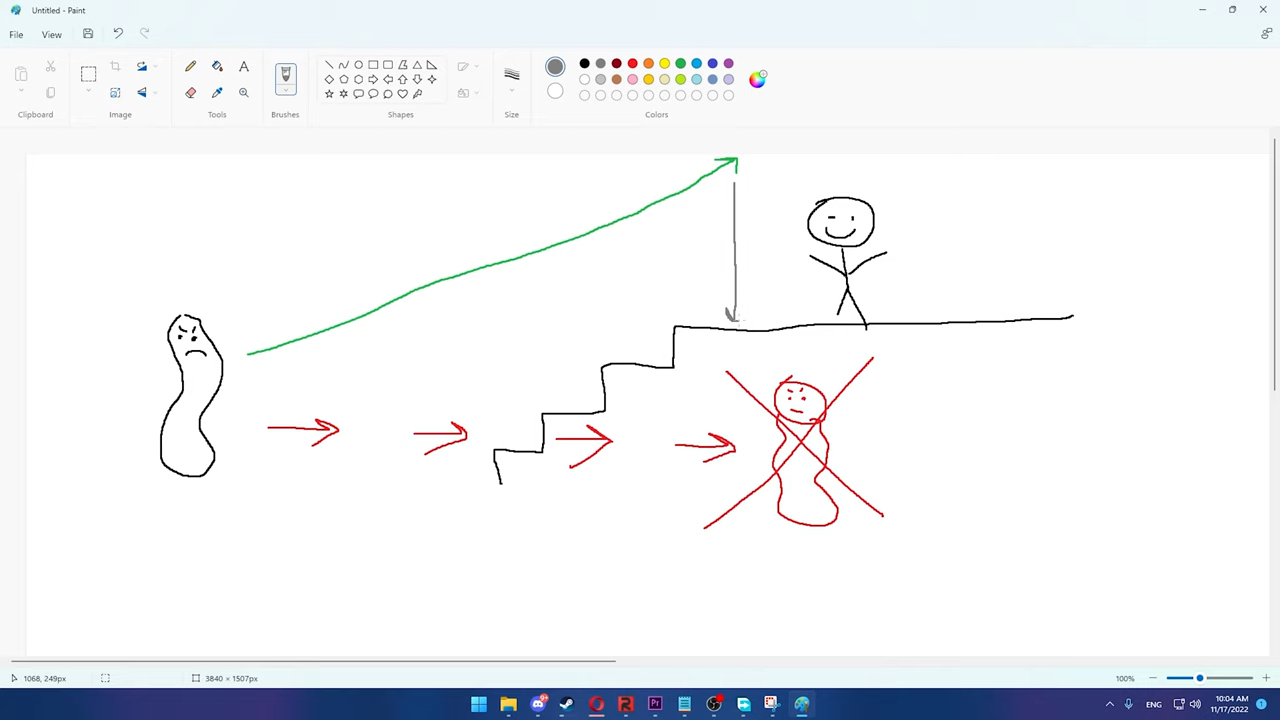 Untitled - Paint
File View
Clipboard Image Tools Brushes Shapes Size Colors
1068, 249px 3840 × 1507px 100%
ENG 10:04 AM
11/17/2022